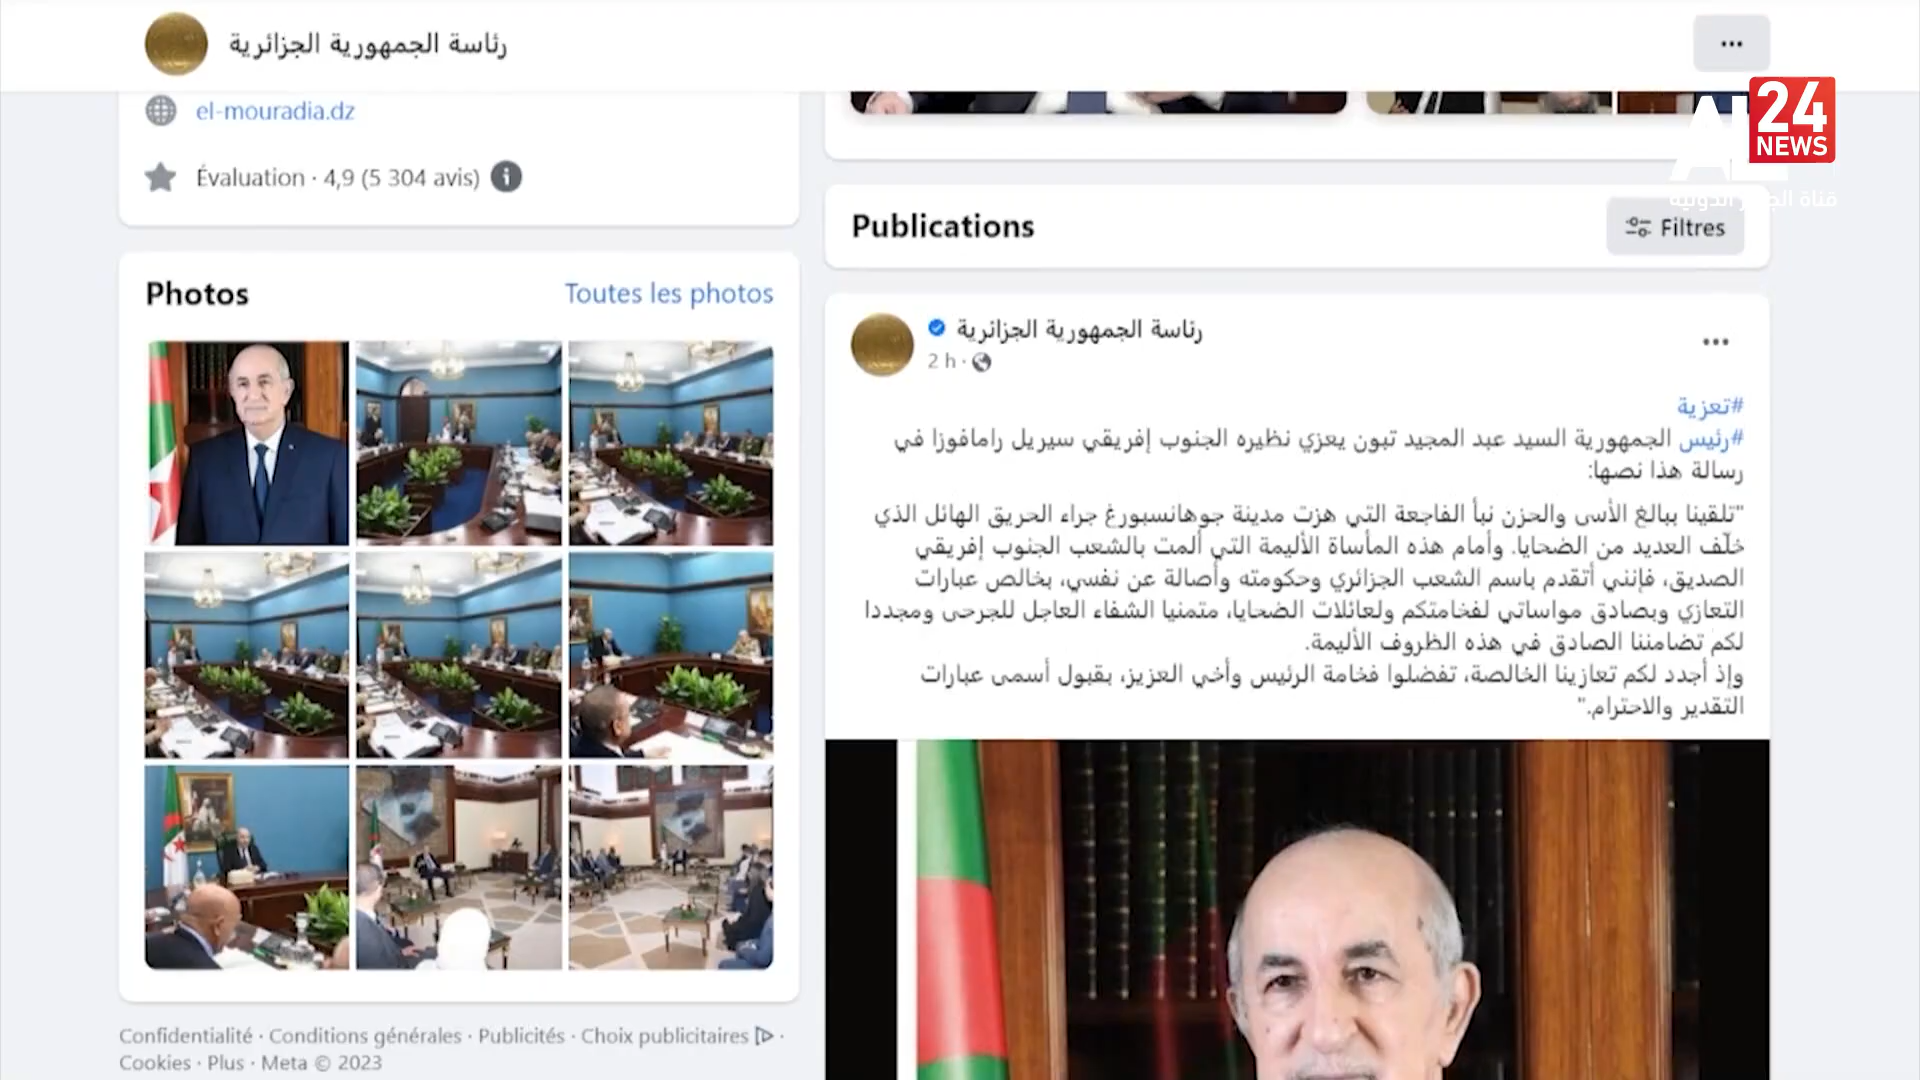 رئاسة الجمهورية الجزائرية
...
el-mouradia.dz
Évaluation · 4,9 (5 304 avis)
Photos
Toutes les photos
Confidentialité · Conditions générales · Publicités · Choix publicitaires ·
Cookies · Plus · Meta © 2023
AL
24
NEWS
Publications
Filtres
رئاسة الجمهورية الجزائرية
2 h ·
#تعزية
#رئيس الجمهورية السيد عبد المجيد تبون يعزي نظيره الجنوب إفريقي سيريل رامافوزا في
رسالة هذا نصها:
"تلقينا ببالغ الأسى والحزن نبأ الفاجعة التي هزت مدينة جوهانسبورغ جراء الحريق الهائل الذي
خلّف العديد من الضحايا. وأمام هذه المأساة الأليمة التي ألمت بالشعب الجنوب إفريقي
الصديق، فإنني أتقدم باسم الشعب الجزائري وحكومته وأصالة عن نفسي، بخالص عبارات
التعازي وبصادق مواساتي لفخامتكم ولعائلات الضحايا، متمنيا الشفاء العاجل للجرحى ومجددا
لكم تضامننا الصادق في هذه الظروف الأليمة.
وإذ أجدد لكم تعازينا الخالصة، تفضلوا فخامة الرئيس وأخي العزيز، بقبول أسمى عبارات
التقدير والاحترام."